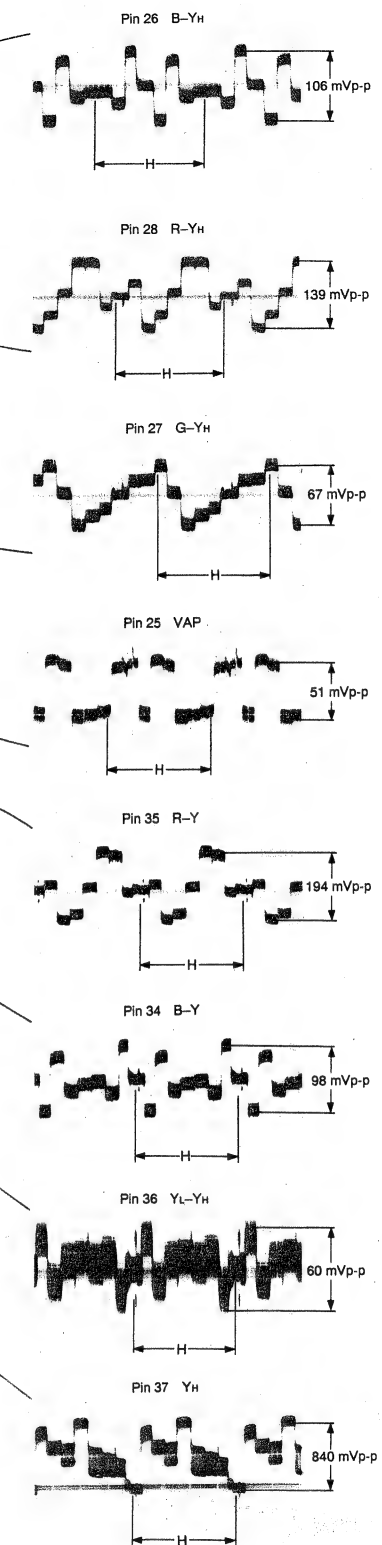 Pin 26 B–YH
106 mVp-p
H
Pin 28 R–YH
139 mVp-p
H
Pin 27 G–YH
67 mVp-p
H
Pin 25 VAP
51 mVp-p
H
Pin 35 R–Y
194 mVp-p
H
Pin 34 B–Y
98 mVp-p
H
Pin 36 YL–YH
60 mVp-p
H
Pin 37 YH
840 mVp-p
H